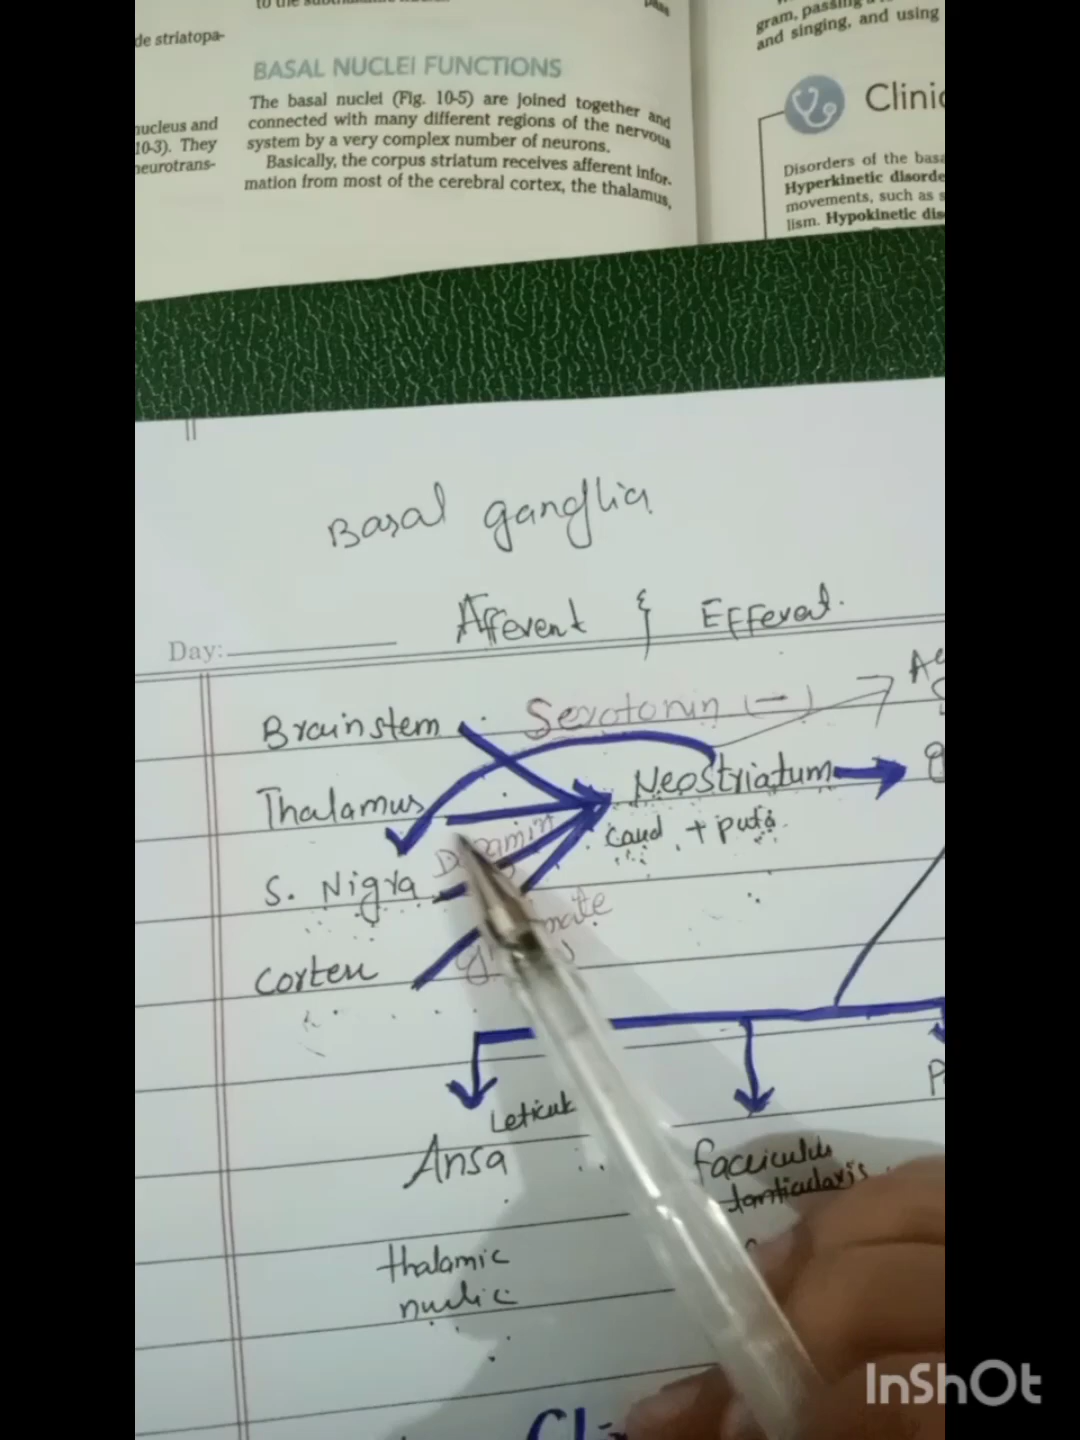 to the
de striatopa-
nucleus and
10-3). They
neurotrans-
BASAL NUCLEI FUNCTIONS
The basal nuclei (Fig. 10-5) are joined together and
connected with many different regions of the nervous
system by a very complex number of neurons.
Basically, the corpus striatum receives afferent infor-
mation from most of the cerebral cortex, the thalamus,
pass
gram, passing a
and singing, and using
Clinic
Disorders of the basa
Hyperkinetic disorde
movements, such as s
lism. Hypokinetic dis
Basal ganglia
Afferent & Efferent.
Day:
Brainstem Serotonin (-)
Thalamus Neostriatum
caud + puta
S. Nigra
Cortex
Ansa
thalamic
InShOt